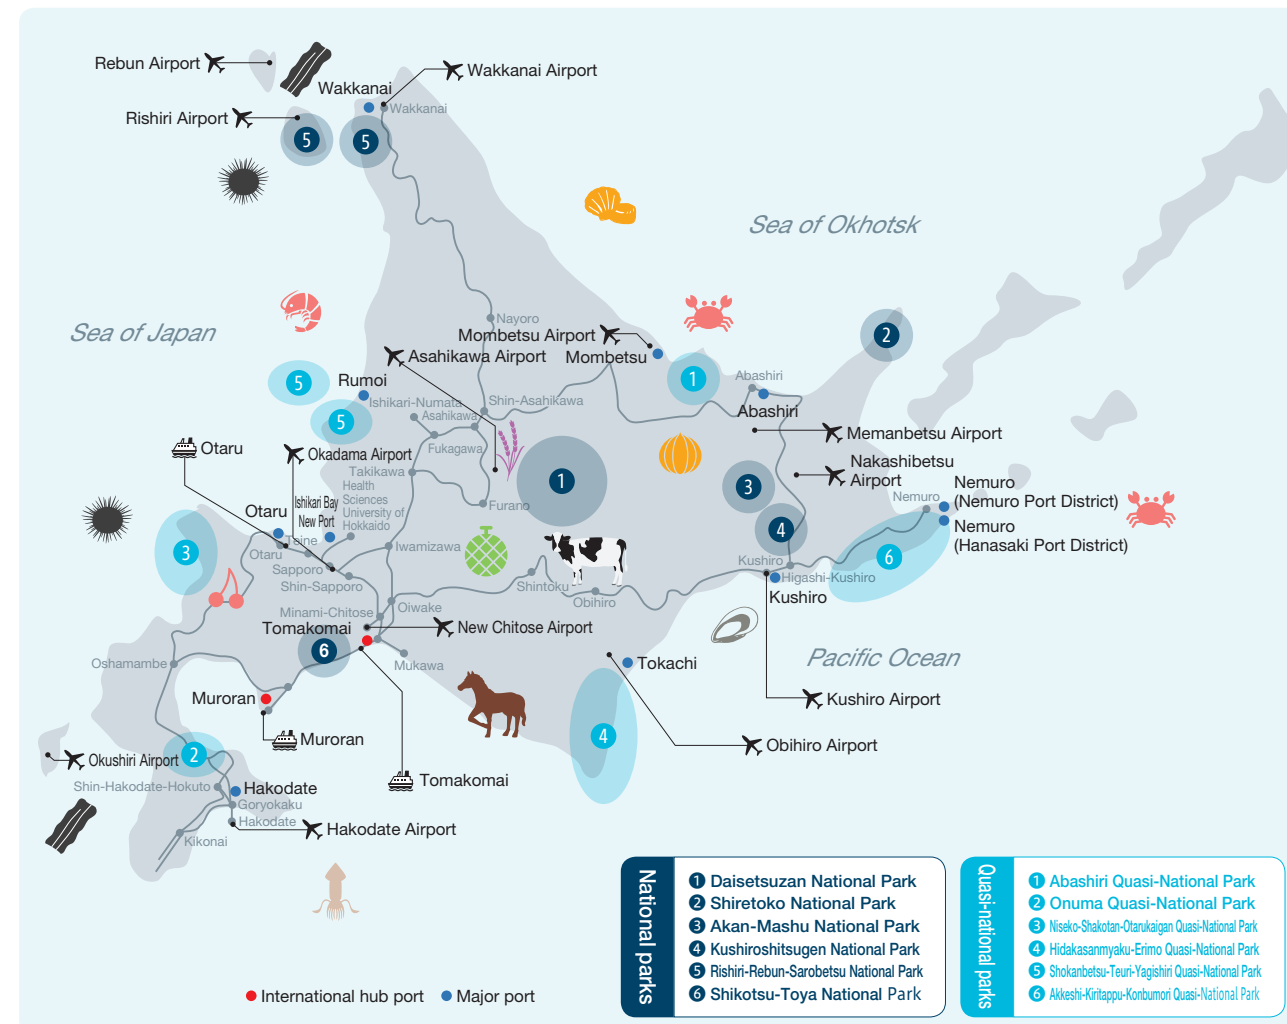 Rebun Airport
Wakkanai Airport
Wakkanai
Wakkanai
Rishiri Airport
5
5
Sea of Okhotsk
Sea of Japan
Nayoro
Mombetsu Airport
Mombetsu
Asahikawa Airport
2
1
Abashiri
Abashiri
5
Rumoi
Ishikari-Numata
Shin-Asahikawa
Asahikawa
5
Fukagawa
Memanbetsu Airport
Otaru
Okadama Airport
Takikawa
Nakashibetsu
Airport
1
3
Health
Sciences
University of
Hokkaido
Furano
Nemuro
Nemuro
(Nemuro Port District)
Ishikari Bay
New Port
Otaru
4
Nemuro
(Hanasaki Port District)
Teine
Otaru
3
Iwamizawa
6
Sapporo
Shin-Sapporo
Shintoku
Kushiro
Higashi-Kushiro
Kushiro
Obihiro
Minami-Chitose
Oiwake
Tomakomai
New Chitose Airport
6
Mukawa
Oshamambe
Tokachi
Pacific Ocean
Muroran
Kushiro Airport
Muroran
4
Obihiro Airport
Okushiri Airport
2
Tomakomai
Shin-Hakodate-Hokuto
Hakodate
Goryokaku
Hakodate
Hakodate Airport
Kikonai
International hub port
Major port
National parks
1 Daisetsuzan National Park
2 Shiretoko National Park
3 Akan-Mashu National Park
4 Kushiroshitsugen National Park
5 Rishiri-Rebun-Sarobetsu National Park
6 Shikotsu-Toya National Park
Quasi-national parks
1 Abashiri Quasi-National Park
2 Onuma Quasi-National Park
3 Niseko-Shakotan-Otarukaigan Quasi-National Park
4 Hidakasanmyaku-Erimo Quasi-National Park
5 Shokanbetsu-Teuri-Yagishiri Quasi-National Park
6 Akkeshi-Kiritappu-Konbumori Quasi-National Park